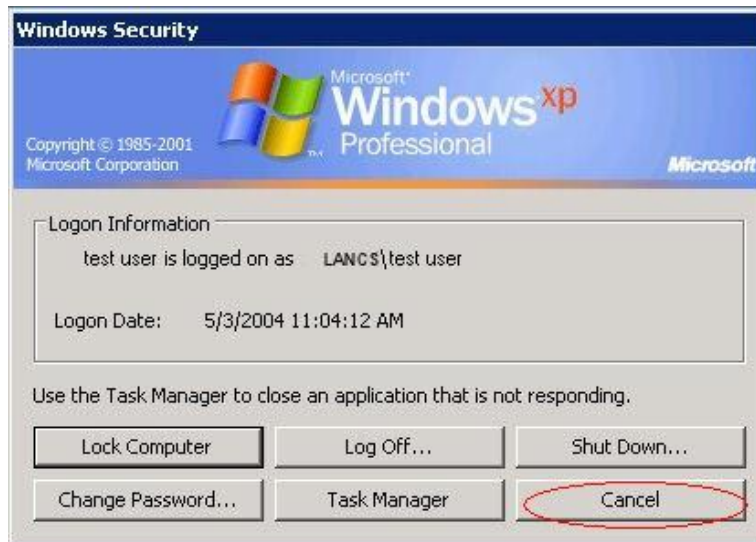 Windows Security
Microsoft®
Windows xp
Professional
Copyright © 1985-2001
Microsoft Corporation
Microsoft
Logon Information
test user is logged on as LANCS\test user
Logon Date: 5/3/2004 11:04:12 AM
Use the Task Manager to close an application that is not responding.
Lock Computer
Log Off...
Shut Down...
Change Password...
Task Manager
Cancel